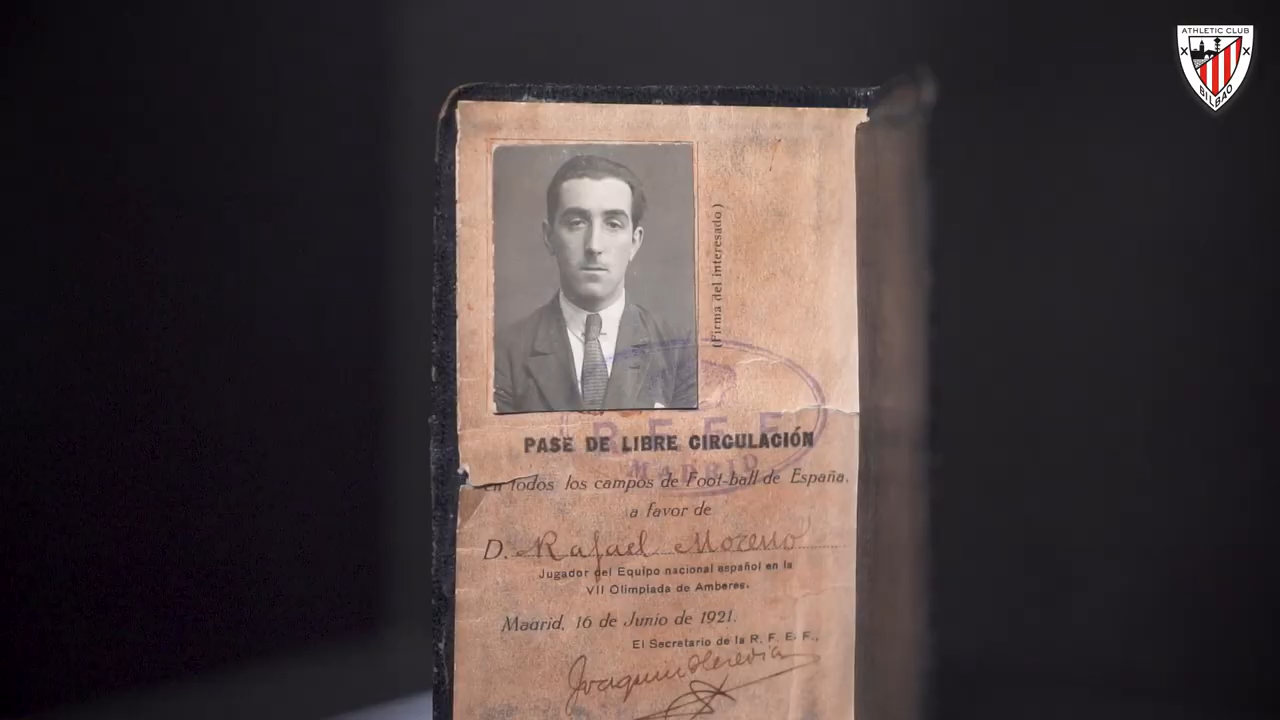 ATHLETIC CLUB
BILBAO
(Firma del interesado)
R.F.E.F.
MADRID
PASE DE LIBRE CIRCULACIÓN
en todos los campos de Foot-ball de España,
a favor de
D. Rafael Moreno
Jugador del Equipo nacional español en la
VII Olimpiada de Amberes.
Madrid, 16 de Junio de 1921.
El Secretario de la R. F. E. F.,
Joaquin Heredia